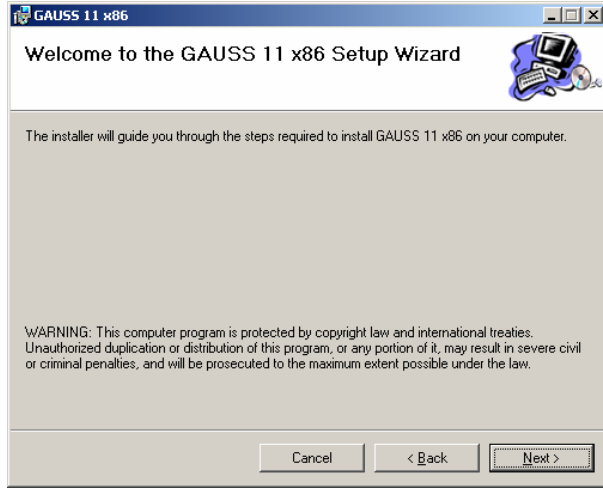 GAUSS 11 x86
Welcome to the GAUSS 11 x86 Setup Wizard
The installer will guide you through the steps required to install GAUSS 11 x86 on your computer.
WARNING: This computer program is protected by copyright law and international treaties.
Unauthorized duplication or distribution of this program, or any portion of it, may result in severe civil
or criminal penalties, and will be prosecuted to the maximum extent possible under the law.
Cancel
< Back
Next >